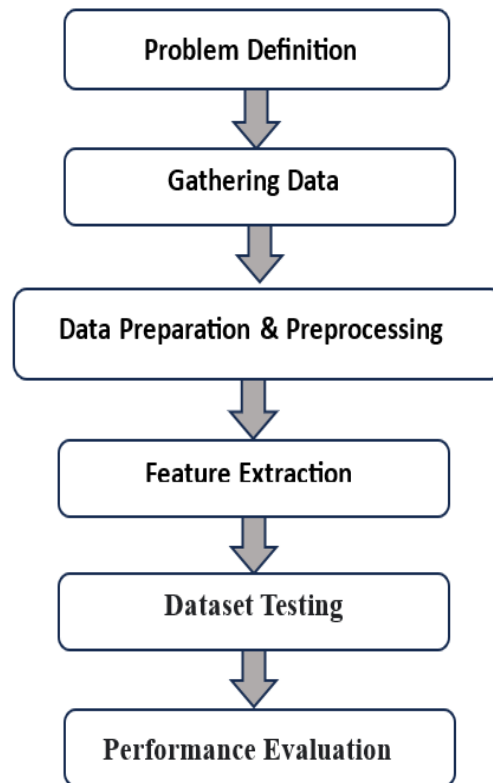 Problem Definition
Gathering Data
Data Preparation & Preprocessing
Feature Extraction
Dataset Testing
Performance Evaluation